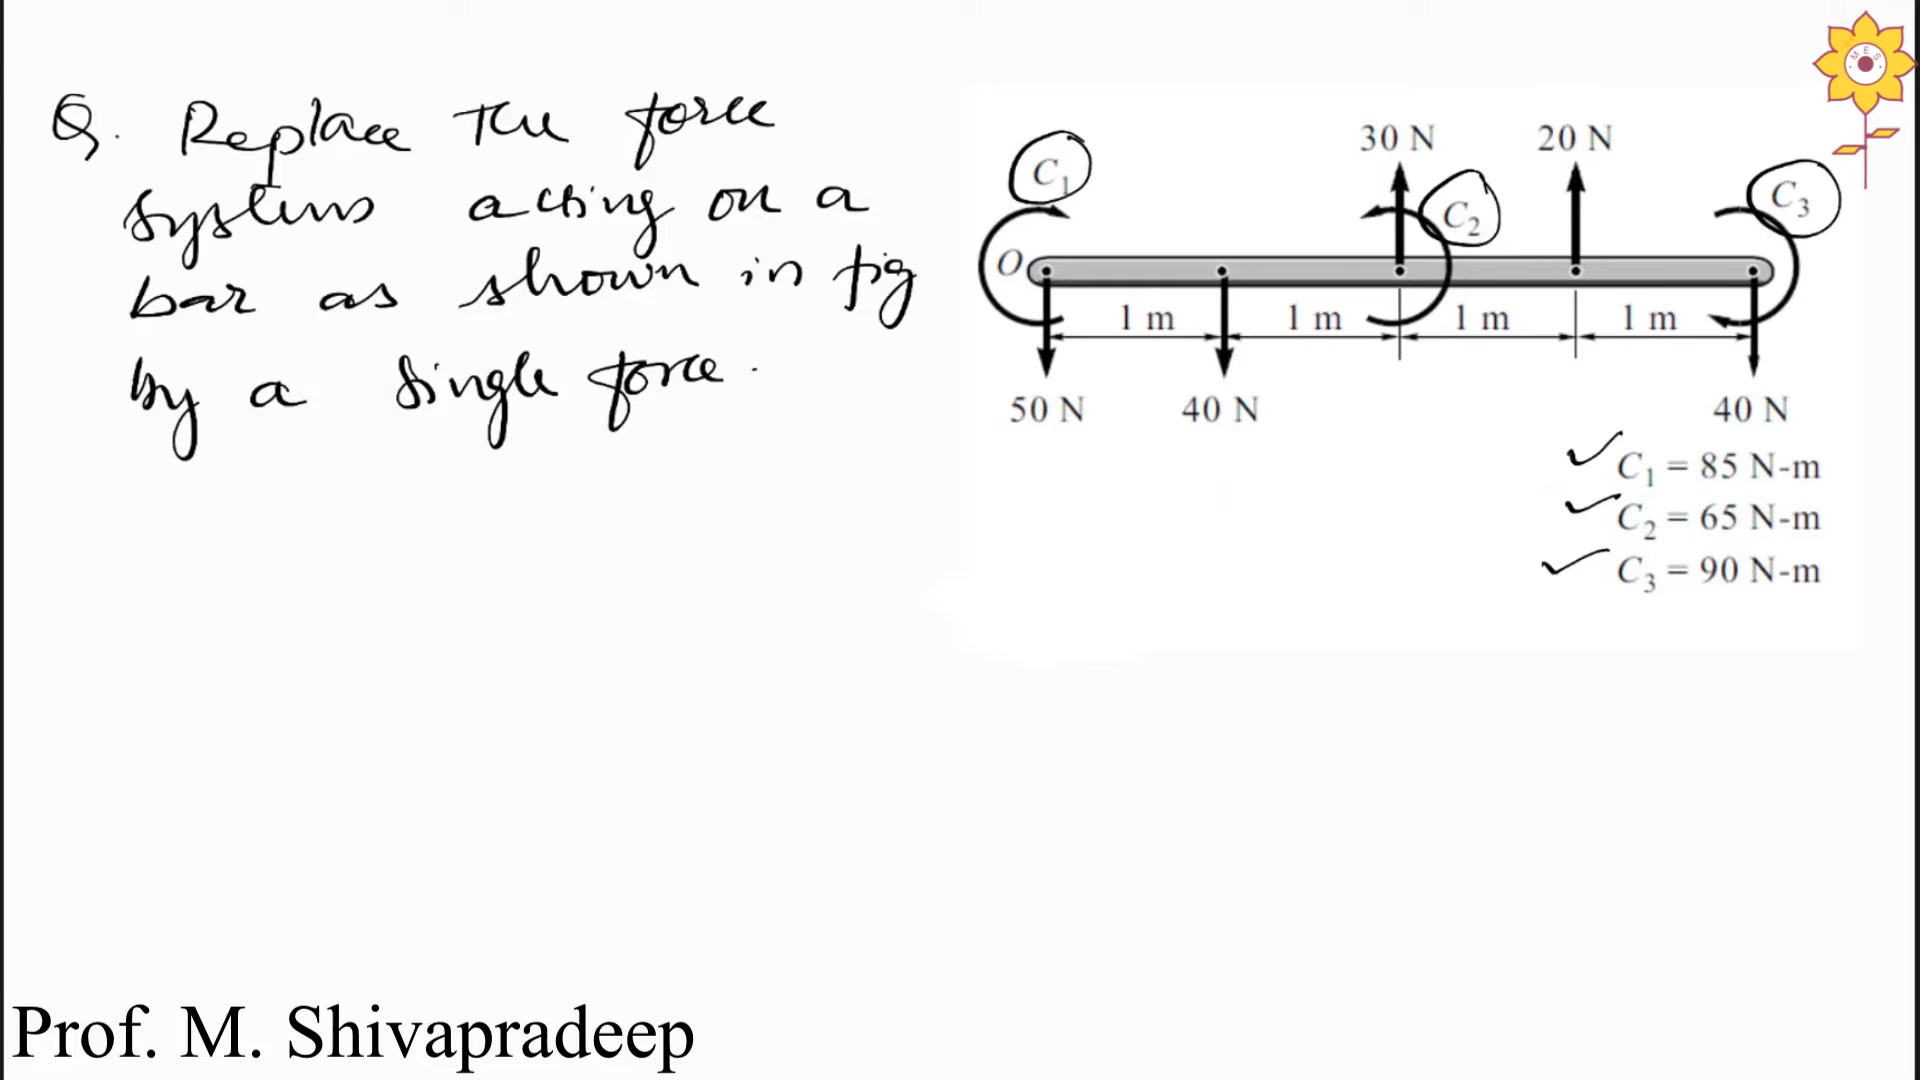 Q. Replace the force
systems acting on a
bar as shown in fig
by a single force.
M E S
30 N 20 N
C₁ C₂ C₃
O
1 m 1 m 1 m 1 m
50 N 40 N 40 N
C₁ = 85 N-m
C₂ = 65 N-m
C₃ = 90 N-m
Prof. M. Shivapradeep